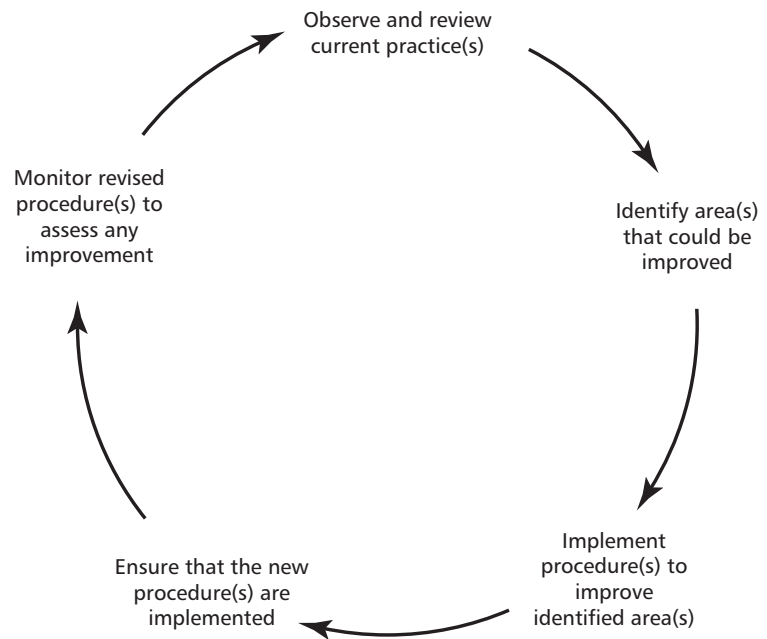 Observe and review
current practice(s)
Identify area(s)
that could be
improved
Implement
procedure(s) to
improve
identified area(s)
Ensure that the new
procedure(s) are
implemented
Monitor revised
procedure(s) to
assess any
improvement